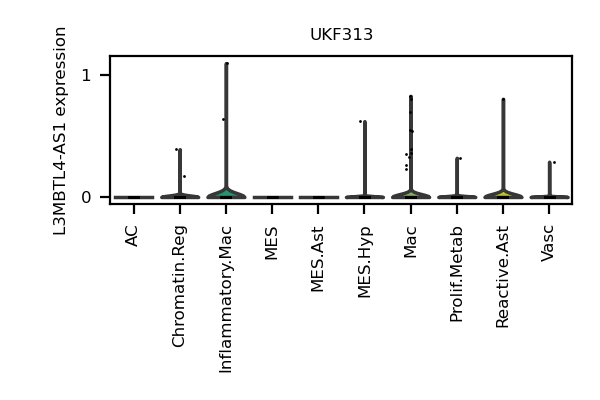 UKF313
L3MBTL4-AS1 expression
1
0
AC
Chromatin.Reg
Inflammatory.Mac
MES
MES.Ast
MES.Hyp
Mac
Prolif.Metab
Reactive.Ast
Vasc